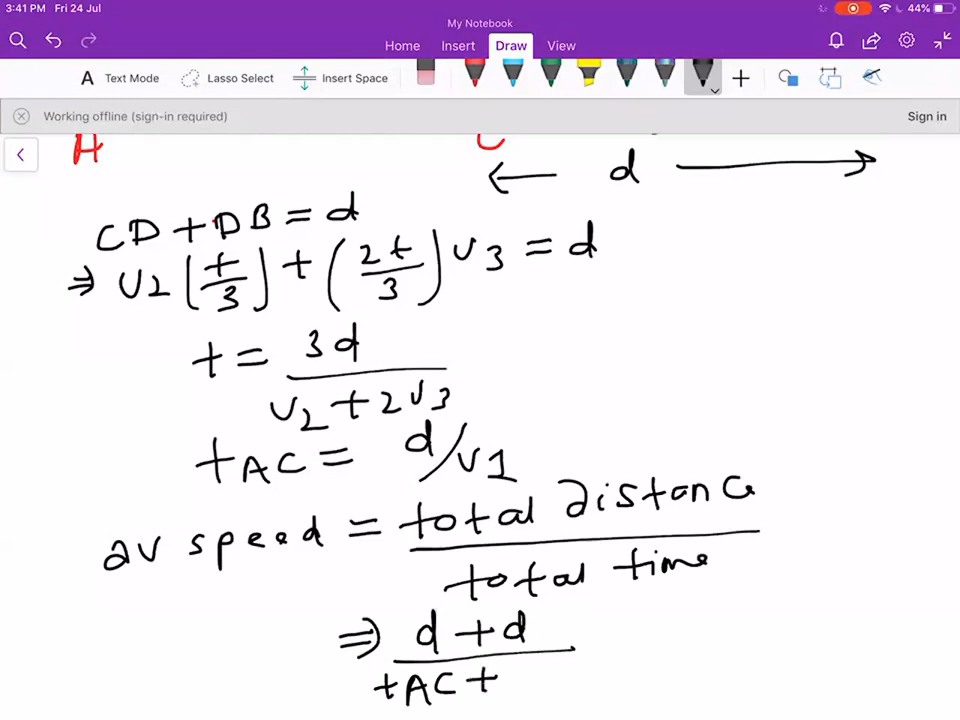 3:41 PM Fri 24 Jul 44%
My Notebook
Home Insert Draw View
A Text Mode Lasso Select Insert Space
Working offline (sign-in required) Sign in
A C
d
CD + DB = d
⇒ v2 [t/3] + (2t/3) v3 = d
t = 3d / v2 + 2v3
tAC = d/v1
av speed = total distance / total time
⇒ d + d / tAC +